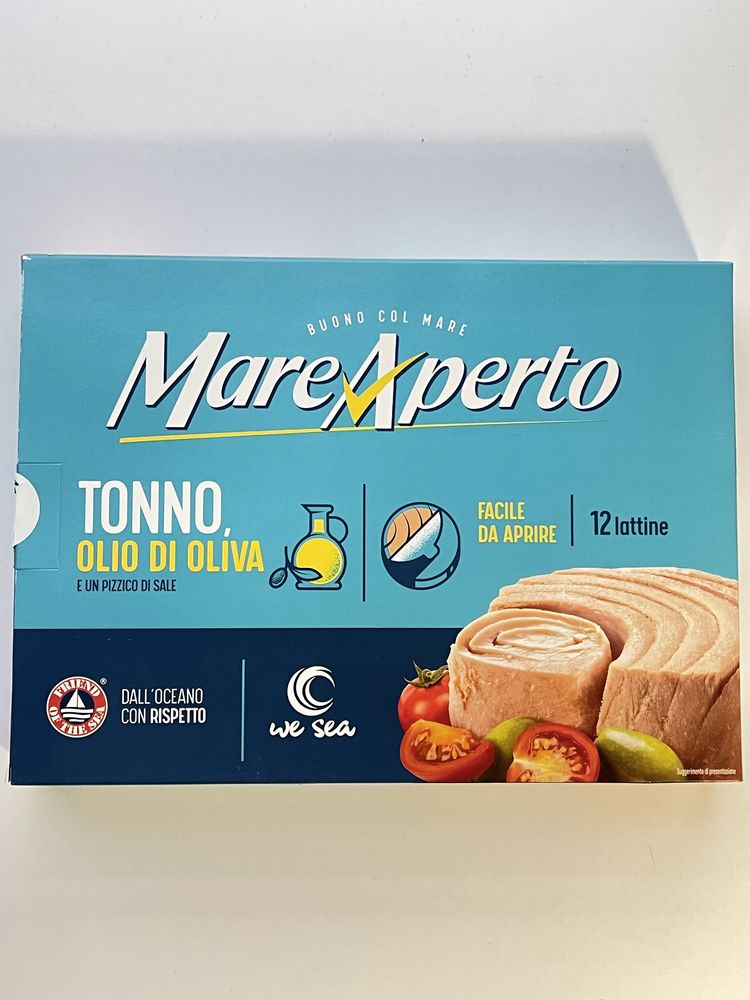 BUONO COL MARE
MareAperto
TONNO,
OLIO DI OLIVA
E UN PIZZICO DI SALE
FACILE
DA APRIRE
12 lattine
FRIEND
OF THE SEA
®
DALL'OCEANO
CON RISPETTO
we sea
Suggerimento di presentazione